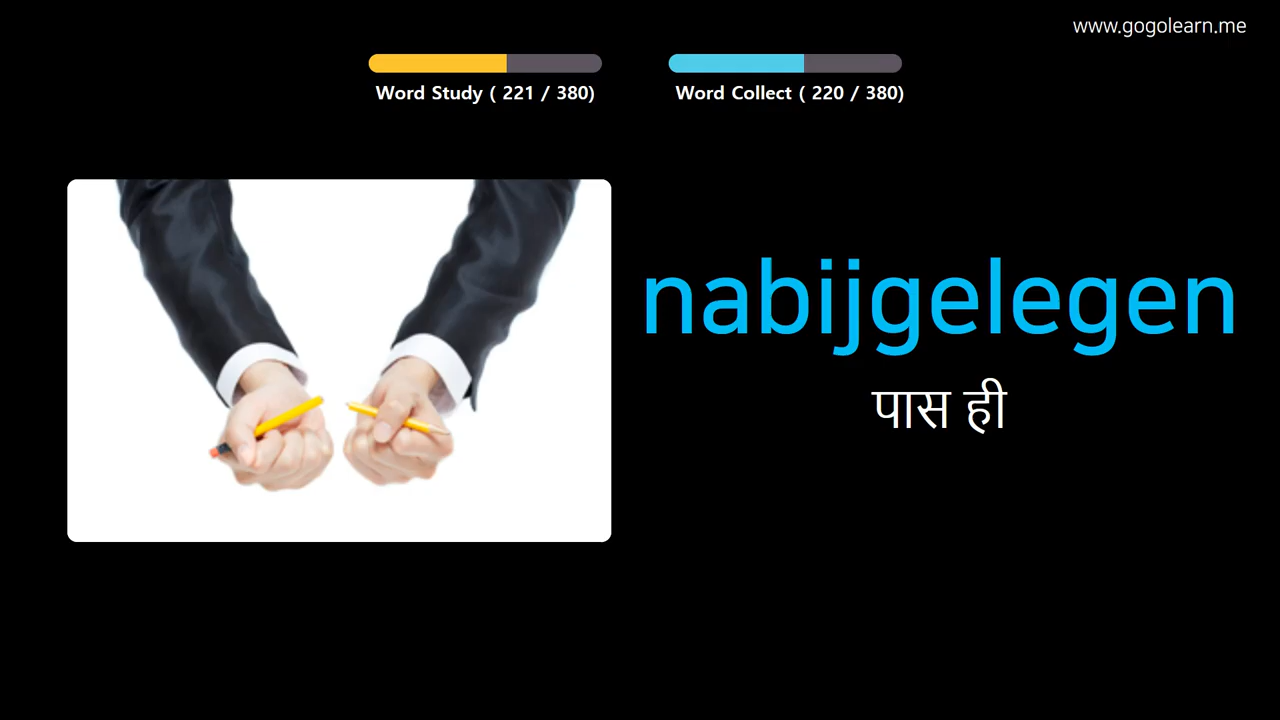 www.gogolearn.me
Word Study ( 221 / 380)
Word Collect ( 220 / 380)
nabijgelegen
पास ही